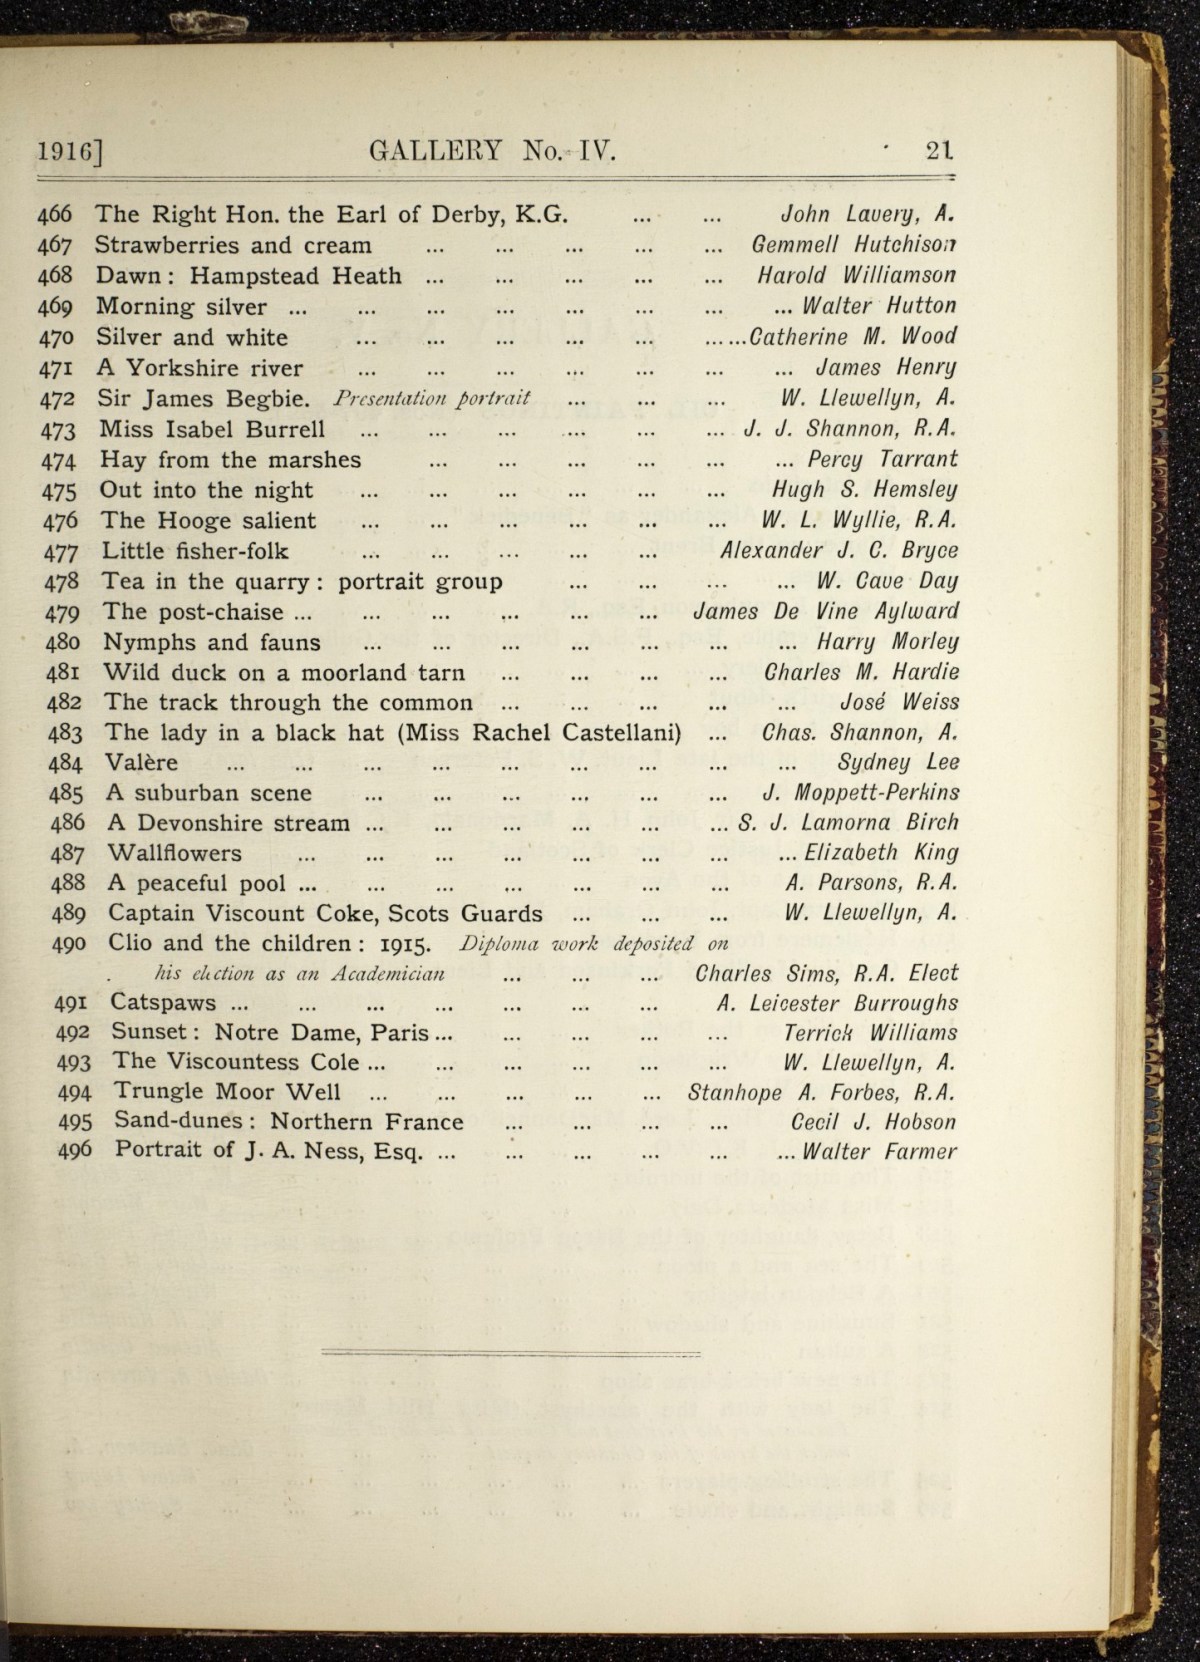 1916] GALLERY No. IV. 21
466 The Right Hon. the Earl of Derby, K.G. ... ... John Lavery, A.
467 Strawberries and cream ... ... ... ... ... Gemmell Hutchison
468 Dawn : Hampstead Heath ... ... ... ... ... Harold Williamson
469 Morning silver ... ... ... ... ... ... ... ... Walter Hutton
470 Silver and white ... ... ... ... ... ...... Catherine M. Wood
471 A Yorkshire river ... ... ... ... ... ... ... James Henry
472 Sir James Begbie. Presentation portrait ... ... ... W. Llewellyn, A.
473 Miss Isabel Burrell ... ... ... ... ... ... J. J. Shannon, R.A.
474 Hay from the marshes ... ... ... ... ... ... Percy Tarrant
475 Out into the night ... ... ... ... ... ... Hugh S. Hemsley
476 The Hooge salient ... ... ... ... ... ... W. L. Wyllie, R.A.
477 Little fisher-folk ... ... ... ... ... Alexander J. C. Bryce
478 Tea in the quarry : portrait group ... ... ... ... W. Cave Day
479 The post-chaise ... ... ... ... ... ... James De Vine Aylward
480 Nymphs and fauns ... ... ... ... ... ... ... Harry Morley
481 Wild duck on a moorland tarn ... ... ... ... Charles M. Hardie
482 The track through the common ... ... ... ... ... José Weiss
483 The lady in a black hat (Miss Rachel Castellani) ... Chas. Shannon, A.
484 Valère ... ... ... ... ... ... ... ... ... Sydney Lee
485 A suburban scene ... ... ... ... ... ... J. Moppett-Perkins
486 A Devonshire stream ... ... ... ... ... ... S. J. Lamorna Birch
487 Wallflowers ... ... ... ... ... ... ... ... Elizabeth King
488 A peaceful pool ... ... ... ... ... ... ... A. Parsons, R.A.
489 Captain Viscount Coke, Scots Guards ... ... ... W. Llewellyn, A.
490 Clio and the children : 1915. Diploma work deposited on
his election as an Academician ... ... ... Charles Sims, R.A. Elect
491 Catspaws ... ... ... ... ... ... ... A. Leicester Burroughs
492 Sunset : Notre Dame, Paris ... ... ... ... ... Terrick Williams
493 The Viscountess Cole ... ... ... ... ... ... W. Llewellyn, A.
494 Trungle Moor Well ... ... ... ... ... Stanhope A. Forbes, R.A.
495 Sand-dunes : Northern France ... ... ... ... Cecil J. Hobson
496 Portrait of J. A. Ness, Esq. ... ... ... ... ... ... Walter Farmer